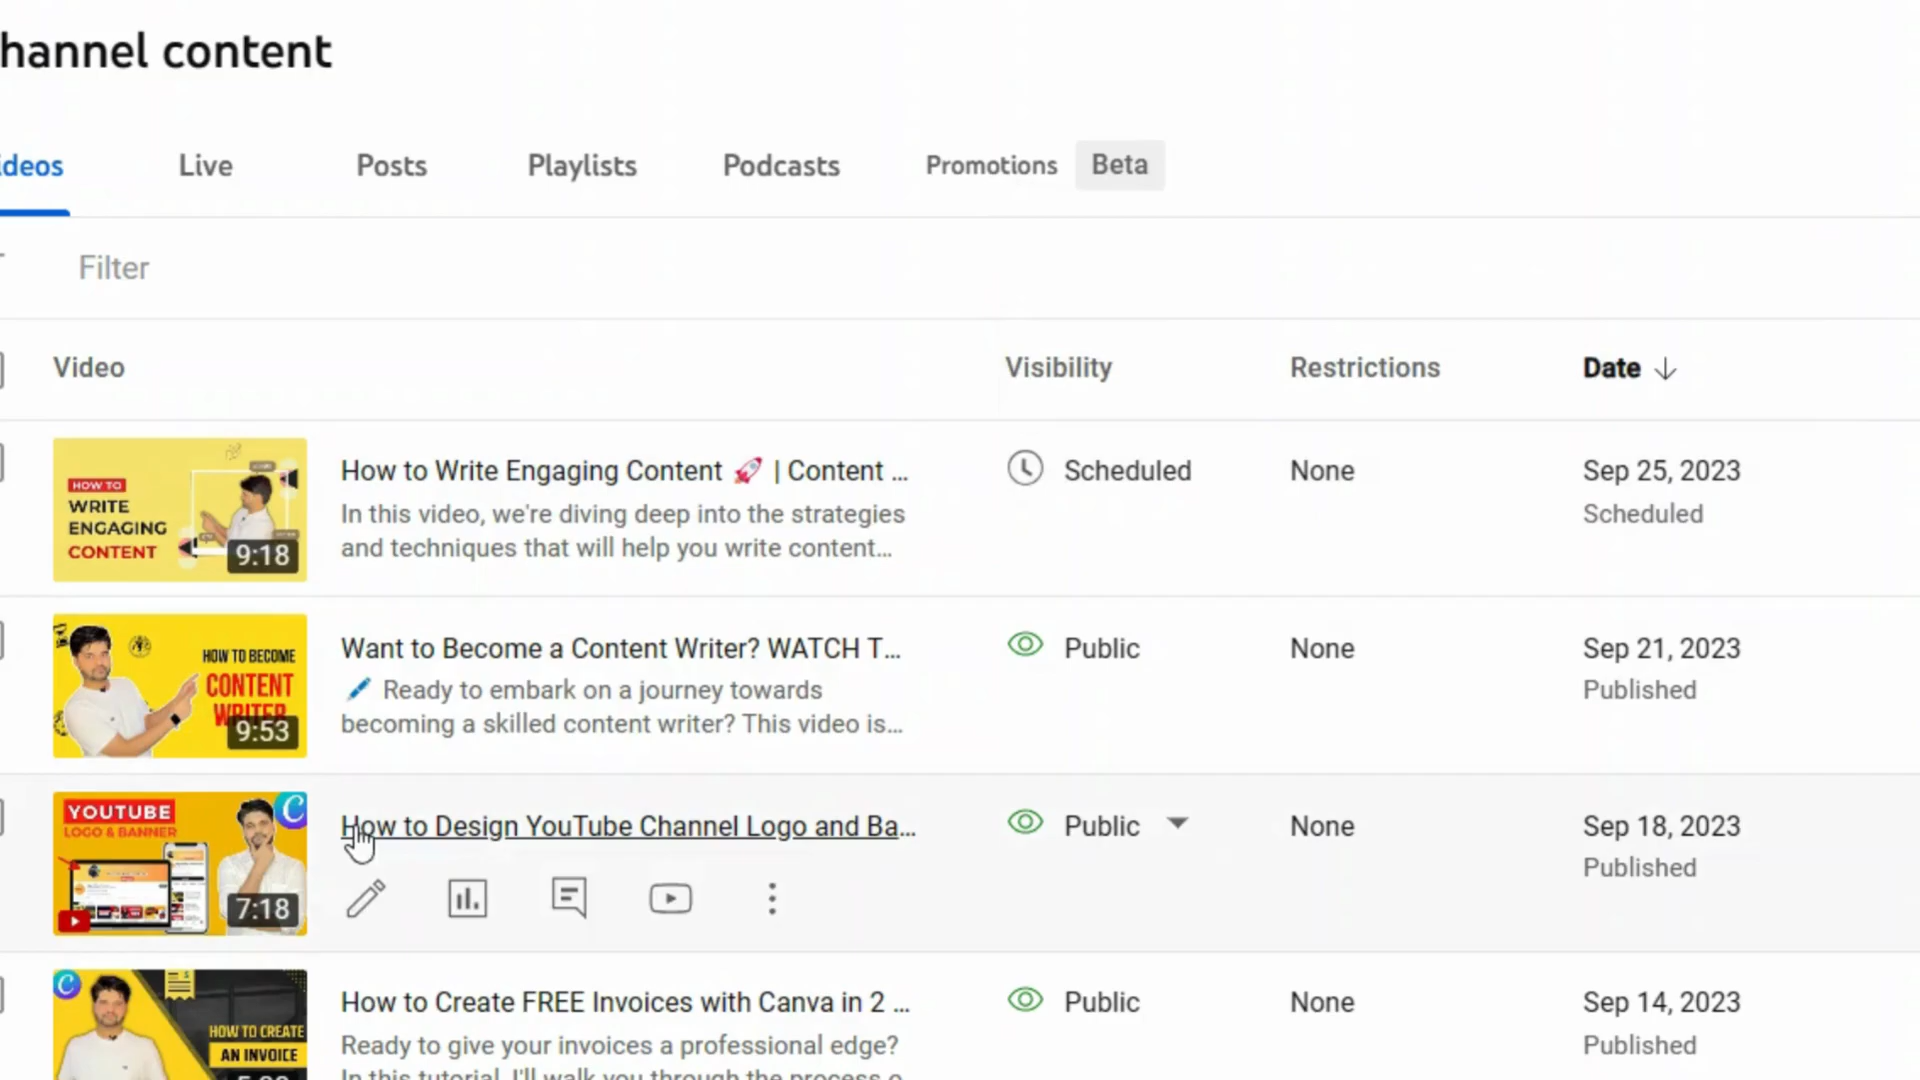 hannel content
ideos Live Posts Playlists Podcasts Promotions Beta
Filter
Video Visibility Restrictions Date
HOW TO
WRITE
ENGAGING
CONTENT
9:18
How to Write Engaging Content 🚀 | Content ...
In this video, we're diving deep into the strategies
and techniques that will help you write content...
Scheduled
None
Sep 25, 2023
Scheduled
HOW TO BECOME
CONTENT
WRITER
9:53
Want to Become a Content Writer? WATCH T...
🖊️ Ready to embark on a journey towards
becoming a skilled content writer? This video is...
Public
None
Sep 21, 2023
Published
YOUTUBE
LOGO & BANNER
C
7:18
How to Design YouTube Channel Logo and Ba...
Public
None
Sep 18, 2023
Published
C
HOW TO CREATE
AN INVOICE
How to Create FREE Invoices with Canva in 2 ...
Ready to give your invoices a professional edge?
In this tutorial, I'll walk you through the process o
Public
None
Sep 14, 2023
Published